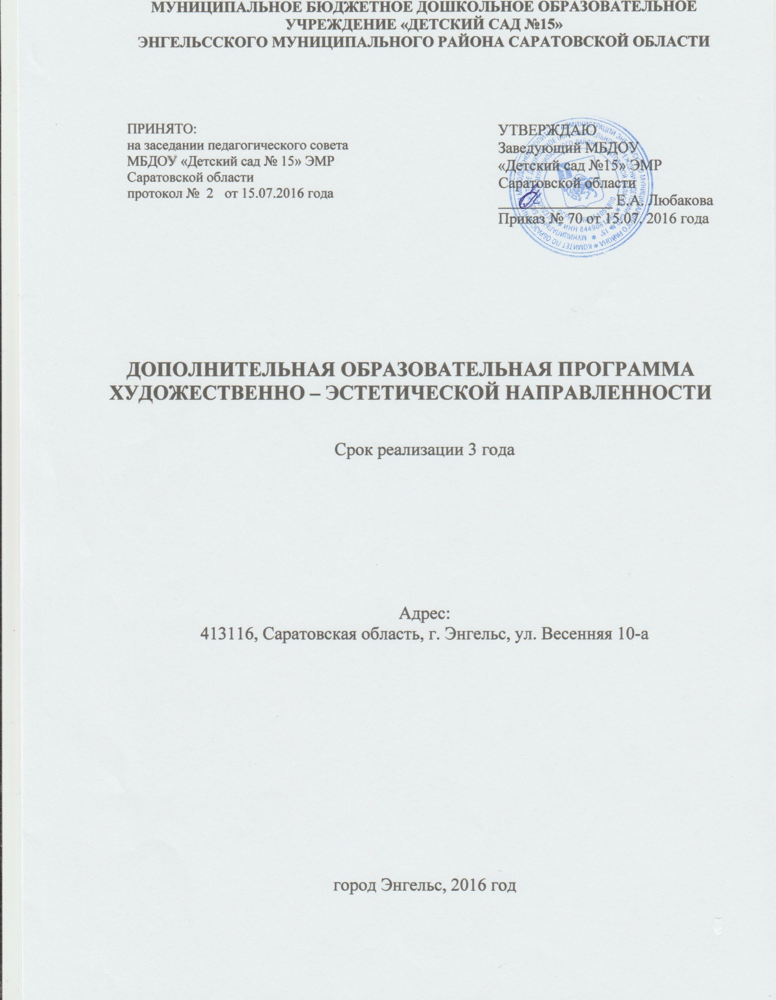 МУНИЦИПАЛЬНОЕ БЮДЖЕТНОЕ ДОШКОЛЬНОЕ ОБРАЗОВАТЕЛЬНОЕ
УЧРЕЖДЕНИЕ «ДЕТСКИЙ САД №15»
ЭНГЕЛЬССКОГО МУНИЦИПАЛЬНОГО РАЙОНА САРАТОВСКОЙ ОБЛАСТИ
ПРИНЯТО:
на заседании педагогического совета
МБДОУ «Детский сад № 15» ЭМР
Саратовской области
протокол № 2 от 15.07.2016 года
УТВЕРЖДАЮ
Заведующий МБДОУ
«Детский сад №15» ЭМР
Саратовской области
_______________ Е.А. Любакова
Приказ № 70 от 15.07. 2016 года
ДОПОЛНИТЕЛЬНАЯ ОБРАЗОВАТЕЛЬНАЯ ПРОГРАММА
ХУДОЖЕСТВЕННО – ЭСТЕТИЧЕСКОЙ НАПРАВЛЕННОСТИ
Срок реализации 3 года
Адрес:
413116, Саратовская область, г. Энгельс, ул. Весенняя 10-а
город Энгельс, 2016 год